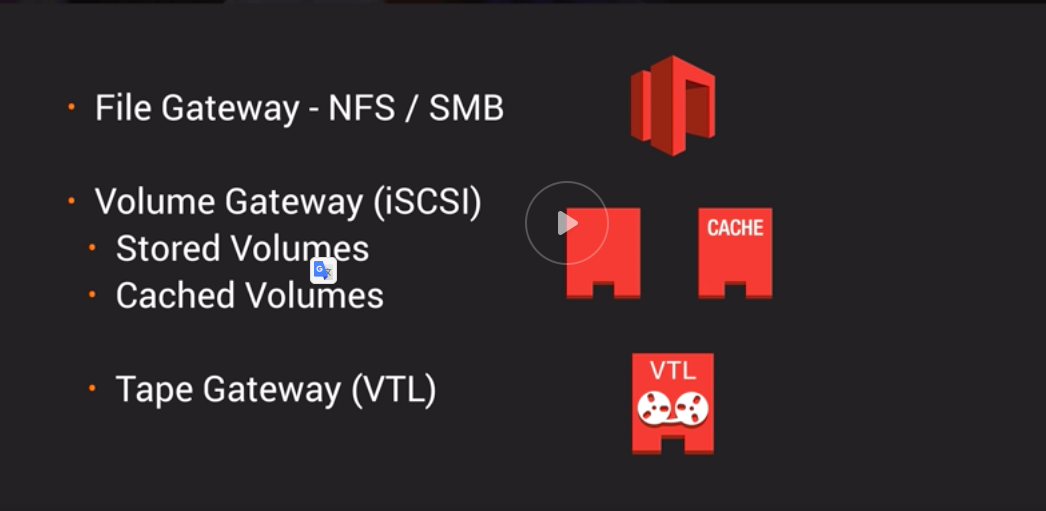 File Gateway - NFS / SMB
Volume Gateway (iSCSI)
Stored Volumes
CACHE
Cached Volumes
VTL
Tape Gateway (VTL)